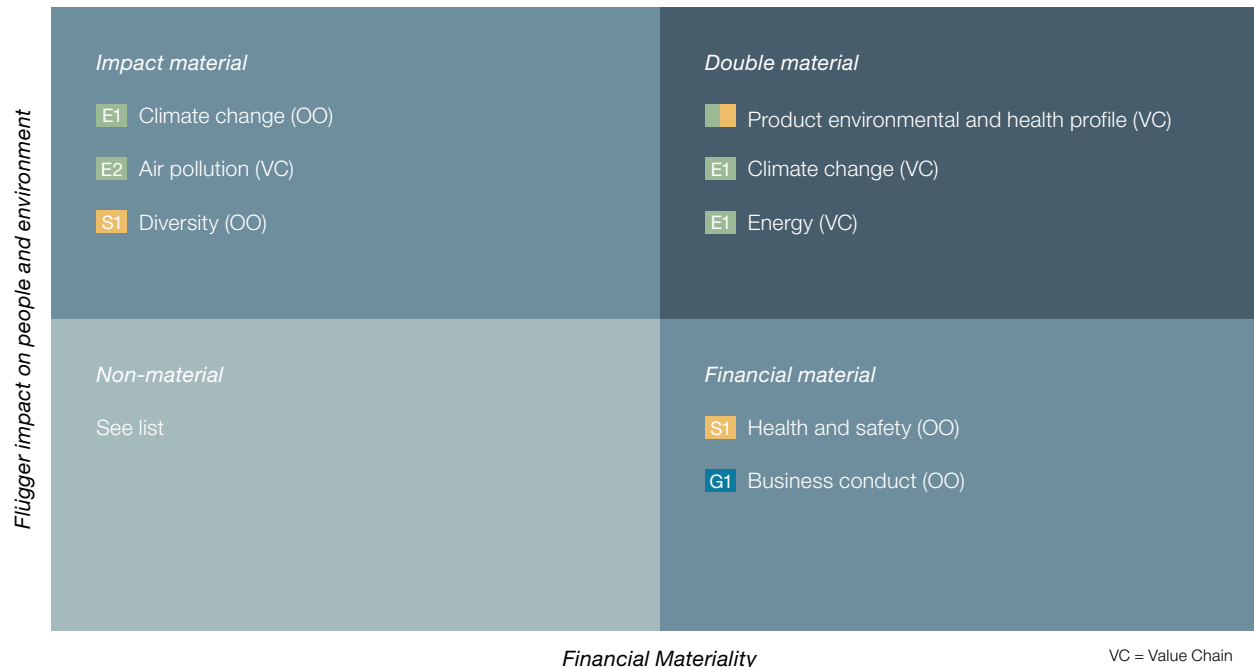 Flügger impact on people and environment
Impact material
E1 Climate change (OO)
E2 Air pollution (VC)
S1 Diversity (OO)
Double material
Product environmental and health profile (VC)
E1 Climate change (VC)
E1 Energy (VC)
Non-material
See list
Financial material
S1 Health and safety (OO)
G1 Business conduct (OO)
Financial Materiality
VC = Value Chain